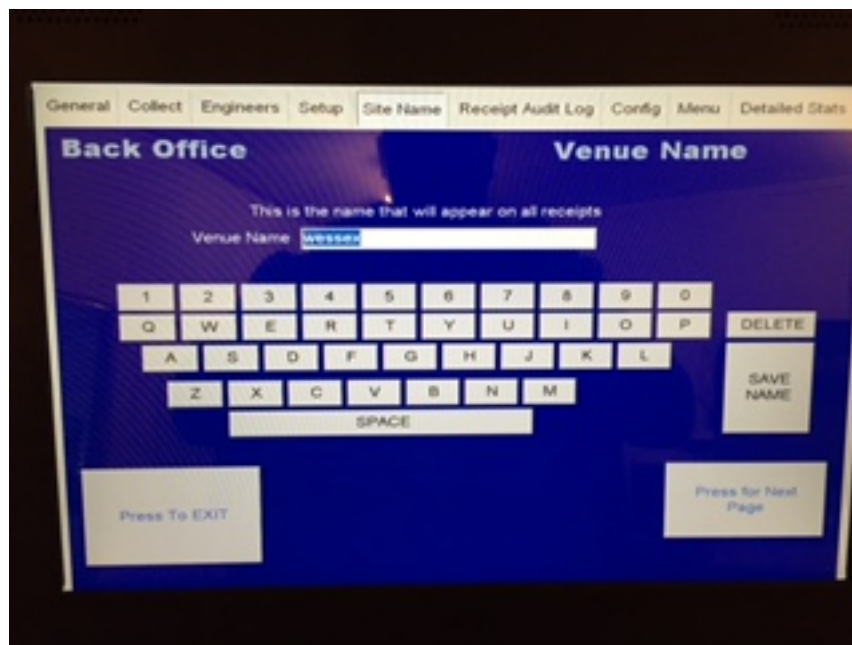 General Collect Engineers Setup Site Name Receipt Audit Log Config Menu Detailed Stats
Back Office Venue Name
This is the name that will appear on all receipts
Venue Name wessex
1 2 3 4 5 6 7 8 9 0
Q W E R T Y U I O P DELETE
A S D F G H J K L
SAVE
NAME
Z X C V B N M
SPACE
Press To EXIT
Press for Next
Page